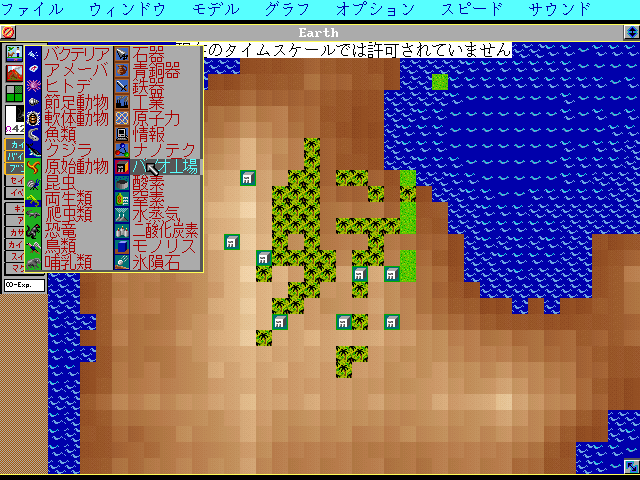 ファイル ウィンドウ モデル グラフ オプション スピード サウンド
Earth
のタイムスケールでは許可されていません
バクテリア 石器
アメーバ 青銅器
ヒトデ 鉄器
節足動物 工業
軟体動物 原子力
魚類 情報
クジラ ナノテク
原始動物 バイオ工場
昆虫 酸素
両生類 窒素
爬虫類 水蒸気
恐竜 二酸化炭素
鳥類 モノリス
哺乳類 氷隕石
CO-Exp.